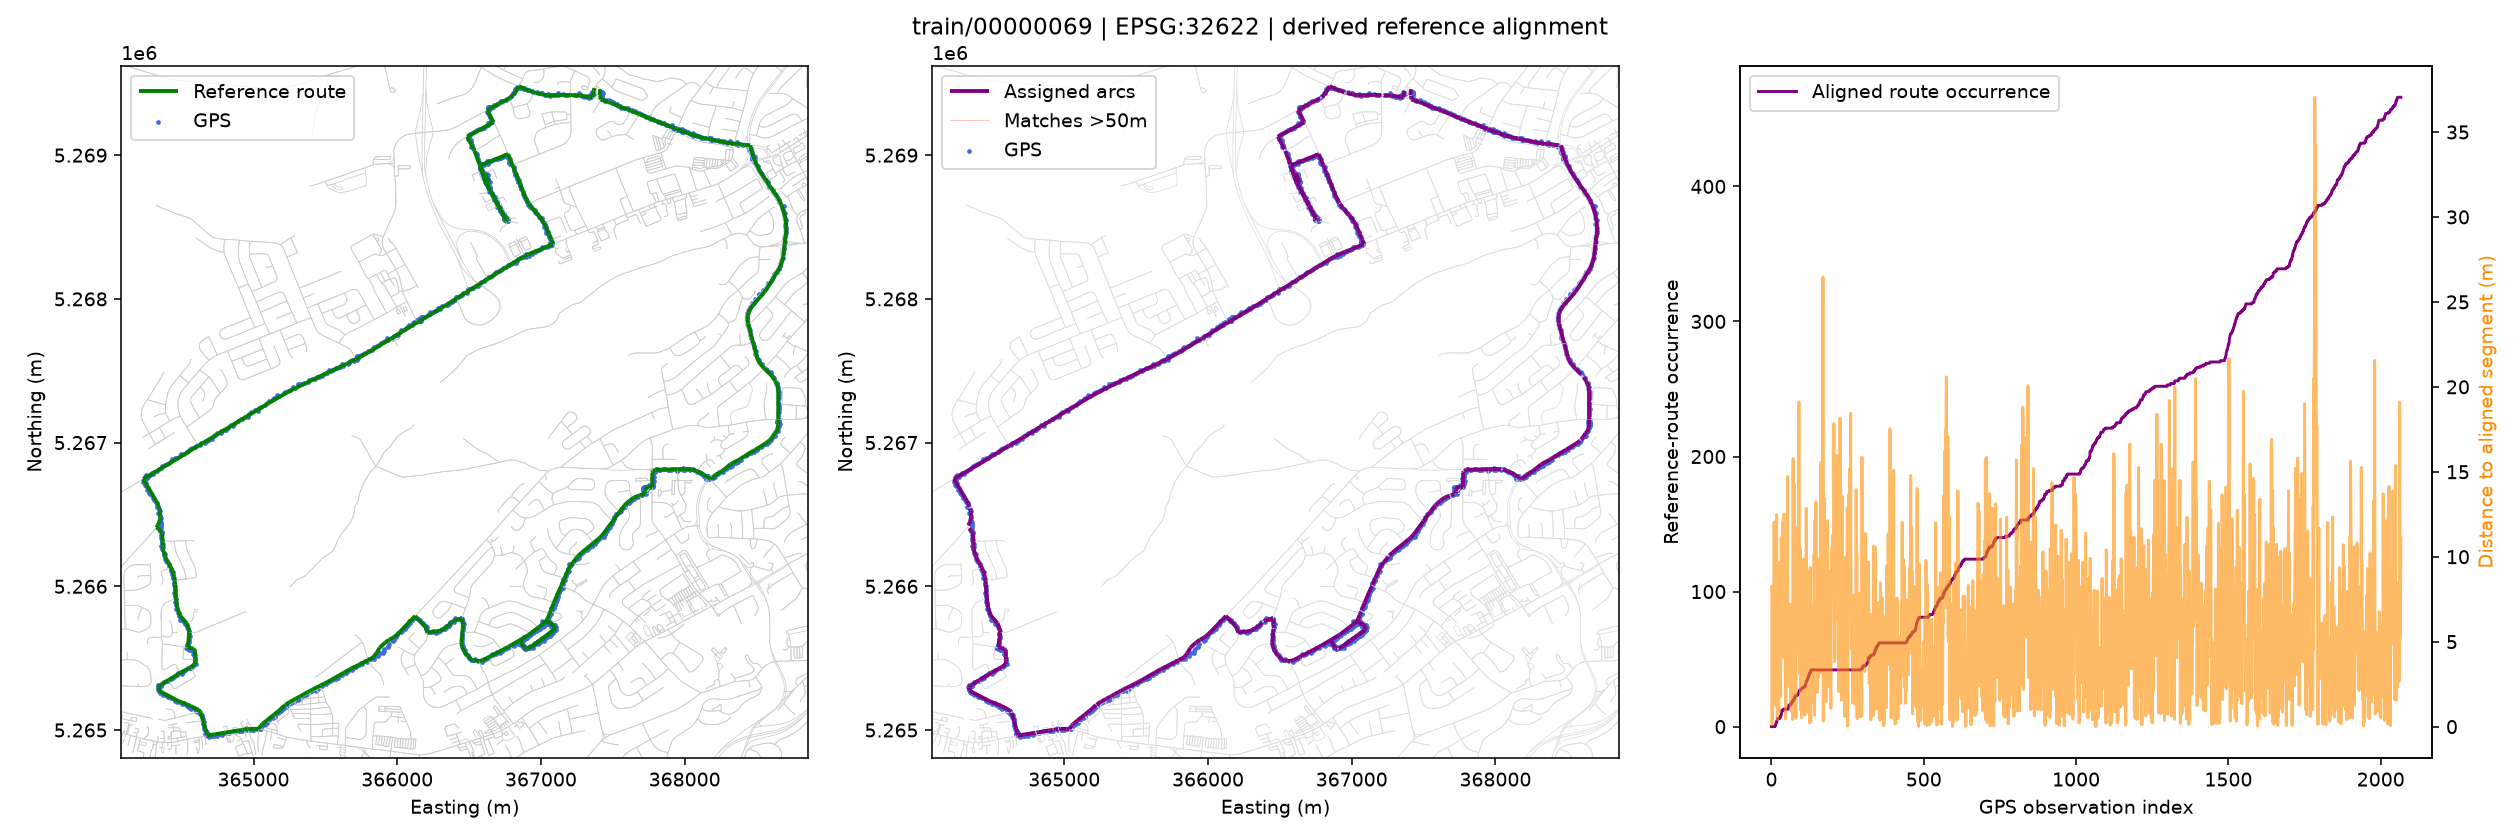 train/00000069 | EPSG:32622 | derived reference alignment
1e6
Reference route
GPS
5.269
5.268
5.267
5.266
5.265
Northing (m)
365000
366000
367000
368000
Easting (m)
1e6
Assigned arcs
Matches >50m
GPS
5.269
5.268
5.267
5.266
5.265
Northing (m)
365000
366000
367000
368000
Easting (m)
Aligned route occurrence
400
300
200
100
0
Reference-route occurrence
0
500
1000
1500
2000
GPS observation index
35
30
25
20
15
10
5
0
Distance to aligned segment (m)